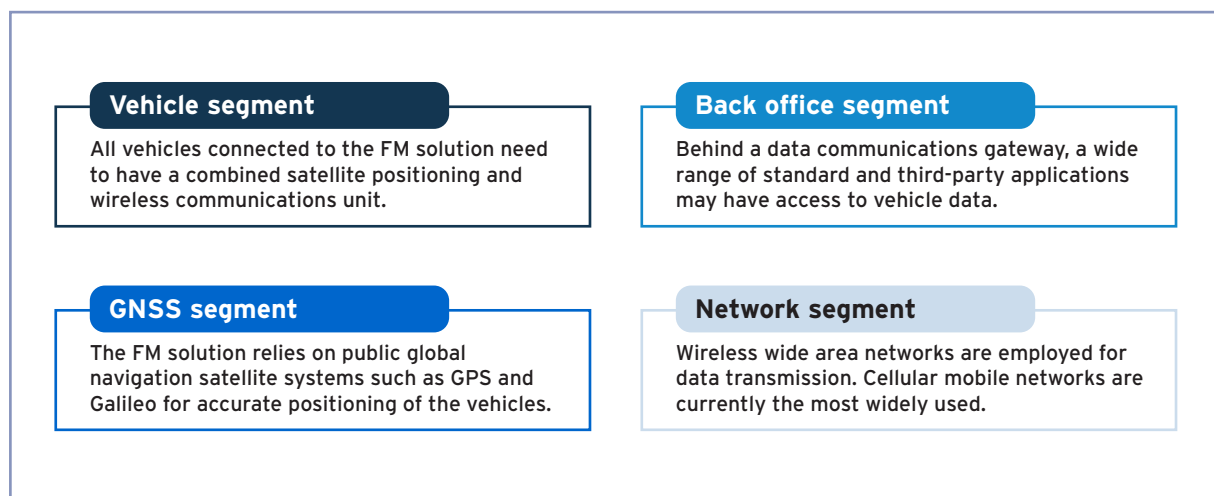 Vehicle segment
All vehicles connected to the FM solution need
to have a combined satellite positioning and
wireless communications unit.
Back office segment
Behind a data communications gateway, a wide
range of standard and third-party applications
may have access to vehicle data.
GNSS segment
The FM solution relies on public global
navigation satellite systems such as GPS and
Galileo for accurate positioning of the vehicles.
Network segment
Wireless wide area networks are employed for
data transmission. Cellular mobile networks are
currently the most widely used.